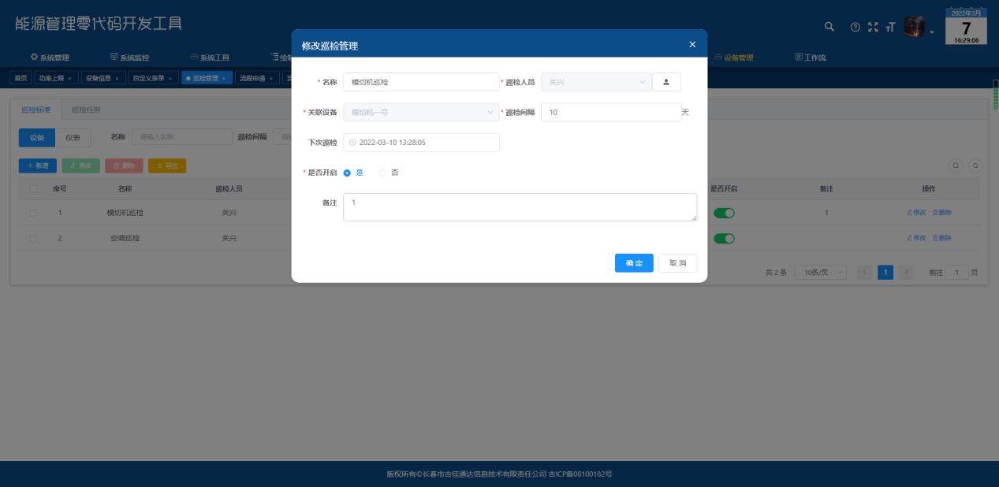 能源管理零代码开发工具
2022年3月
7
16:29:06
系统管理 系统监控 系统工具 设备管理 工作流
首页 功率上限 × 设备信息 × 自定义表单 × 巡检管理 × 流程申请 ×
修改巡检管理 ×
* 名称 模切机巡检 * 巡检人员 关兴
* 关联设备 模切机一号 * 巡检间隔 10 天
下次巡检 2022-03-10 13:28:05
* 是否开启 是 否
备注 1
确 定 取 消
巡检标准 巡检任务
设备 仪表 名称 请输入名称 巡检间隔
+ 新增 修改 删除 导出
序号 名称 巡检人员 是否开启 备注 操作
1 模切机巡检 关兴 1 修改 删除
2 空调巡检 关兴 修改 删除
共 2 条 10条/页 < 1 > 前往 1 页
版权所有©长春市吉佳通达信息技术有限责任公司 吉ICP备08100182号